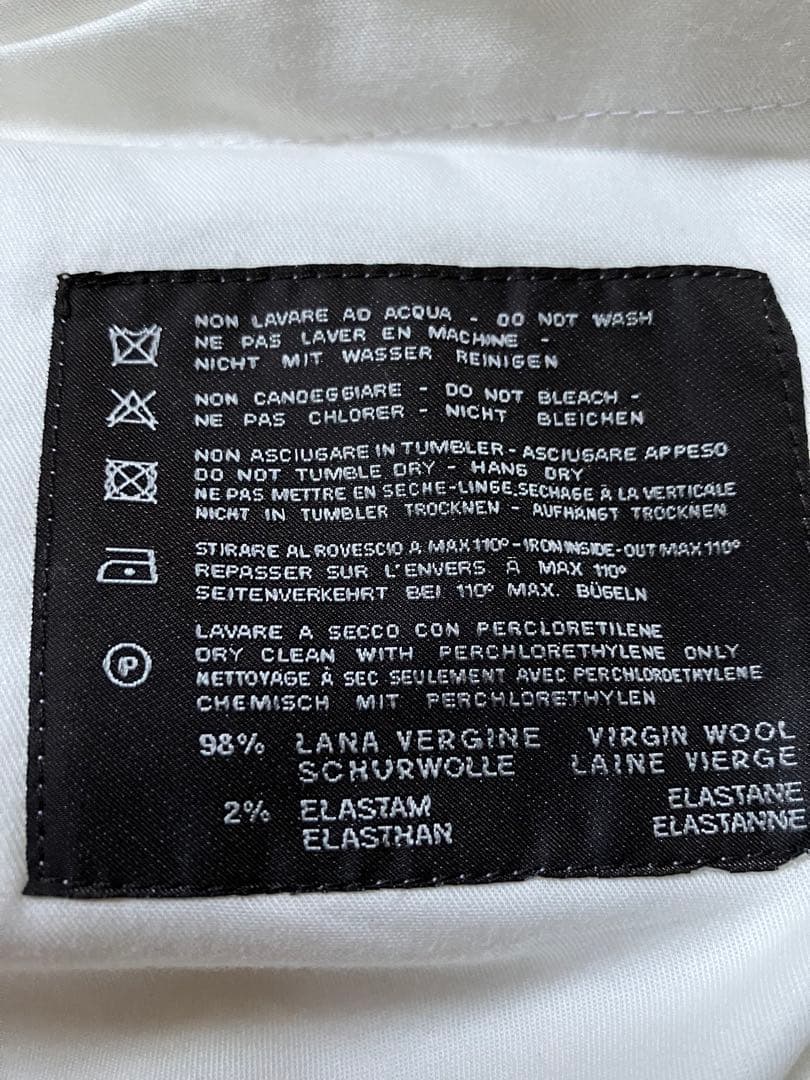 NON LAVARE AD ACQUA - DO NOT WASH
NE PAS LAVER EN MACHINE -
NICHT MIT WASSER REINIGEN
NON CANDEGGIARE - DO NOT BLEACH -
NE PAS CHLORER - NICHT BLEICHEN
NON ASCIUGARE IN TUMBLER - ASCIUGARE APPESO
DO NOT TUMBLE DRY - HANG DRY
NE PAS METTRE EN SECHE-LINGE.SECHAGE À LA VERTICALE
NICHT IN TUMBLER TROCKNEN - AUFHÄNGT TROCKNEN
STIRARE AL ROVESCIO A MAX 110° - IRON INSIDE-OUT MAX 110°
REPASSER SUR L'ENVERS À MAX 110°
SEITENVERKEHRT BEI 110° MAX. BÜGELN
P
LAVARE A SECCO CON PERCLORETILENE
DRY CLEAN WITH PERCHLORETHYLENE ONLY
NETTOYAGE À SEC SEULEMENT AVEC PERCHLOROETHYLENE
CHEMISCH MIT PERCHLORETHYLEN
98% LANA VERGINE VIRGIN WOOL
SCHURWOLLE LAINE VIERGE
2% ELASTAM ELASTANE
ELASTHAN ELASTANNE